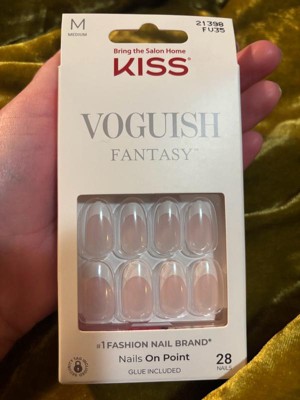 M
MEDIUM
21398
FU35
Bring the Salon Home
KISS®
VOGUISH
FANTASY™
#1 FASHION NAIL BRAND*
Nails On Point
GLUE INCLUDED
28
NAILS